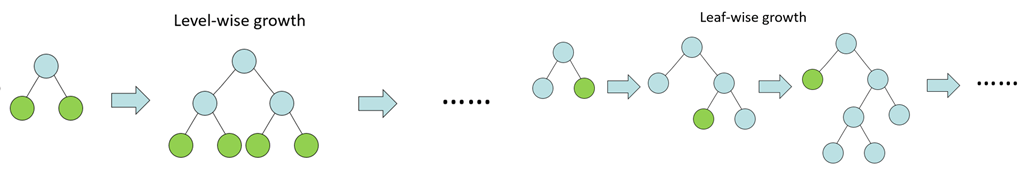 Level-wise growth
Leaf-wise growth
......
......